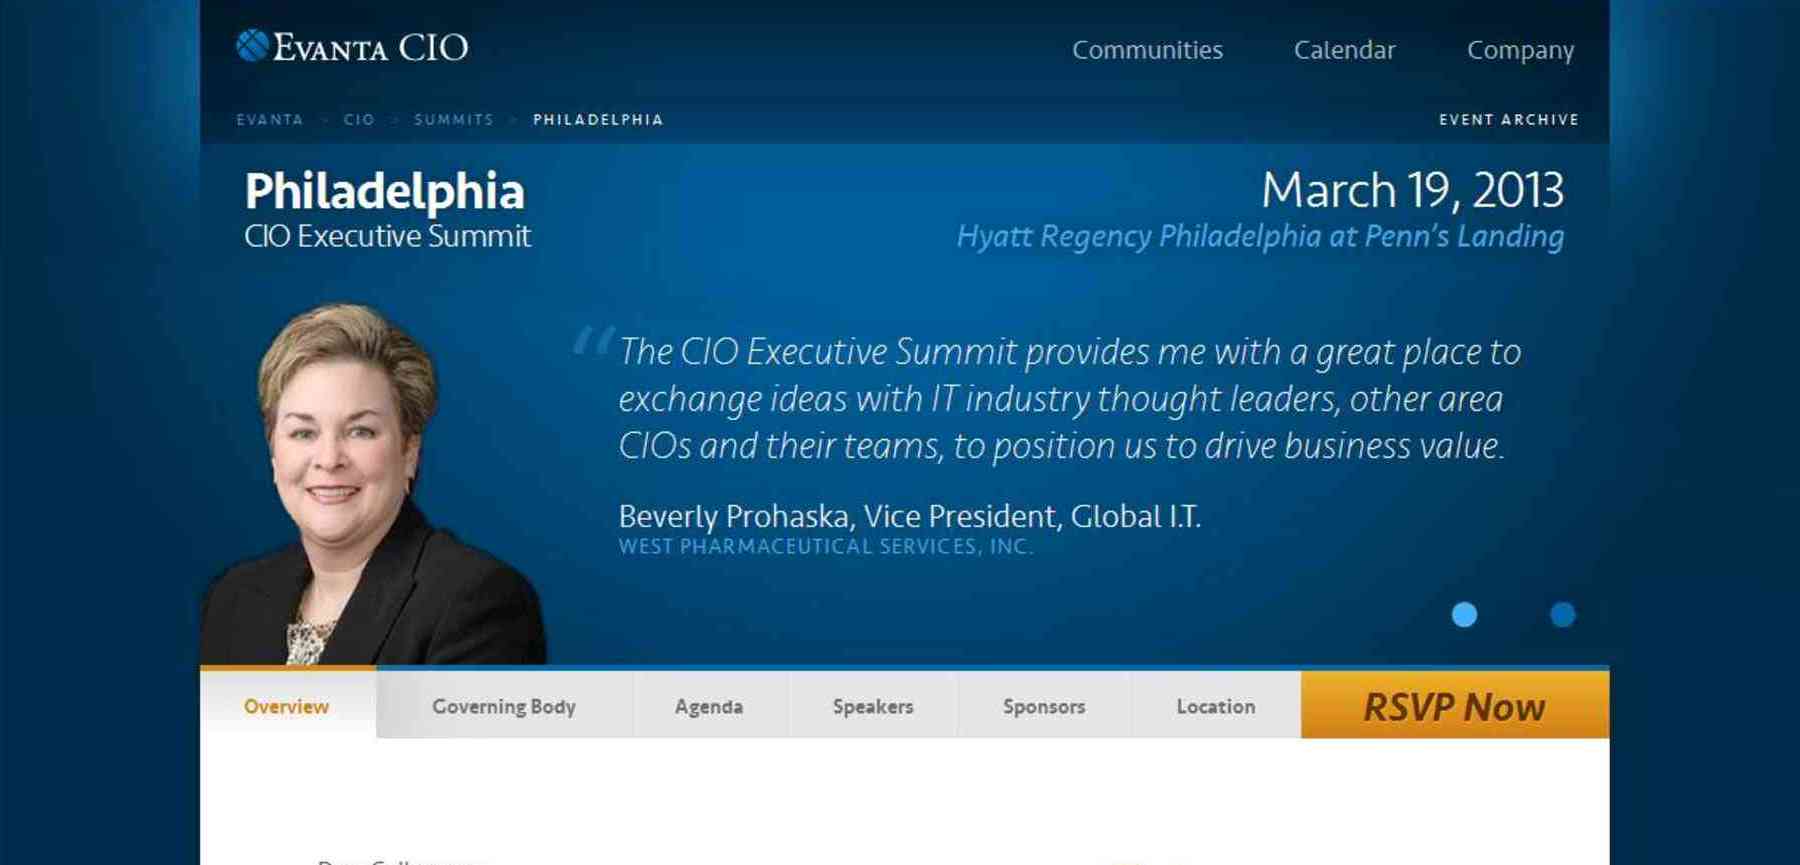 EVANTA CIO
Communities Calendar Company
EVANTA > CIO > SUMMITS > PHILADELPHIA
EVENT ARCHIVE
Philadelphia
CIO Executive Summit
March 19, 2013
Hyatt Regency Philadelphia at Penn's Landing
“The CIO Executive Summit provides me with a great place to
exchange ideas with IT industry thought leaders, other area
CIOs and their teams, to position us to drive business value.
Beverly Prohaska, Vice President, Global I.T.
WEST PHARMACEUTICAL SERVICES, INC.
Overview Governing Body Agenda Speakers Sponsors Location RSVP Now